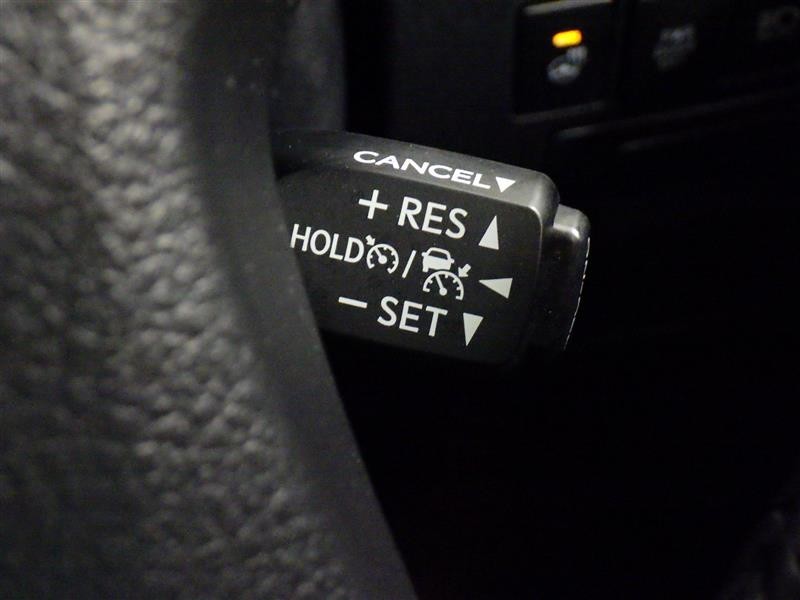 CANCEL▼
+ RES ▲
HOLD / ◀
− SET ▼